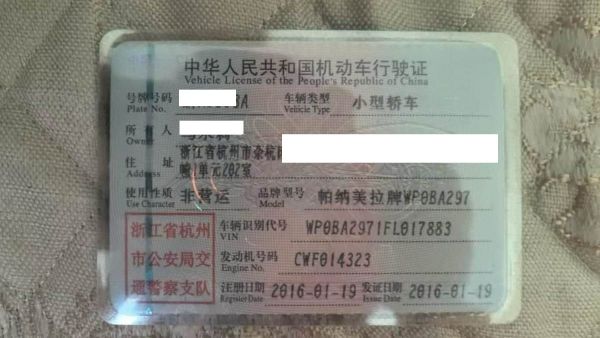 中华人民共和国机动车行驶证
Vehicle License of the People's Republic of China
号牌号码 Plate No. BA 车辆类型 Vehicle Type 小型轿车
所有人 Owner
住址 Address 浙江省杭州市余杭
幢1单元202室
使用性质 Use Character 非营运 品牌型号 Model 帕纳美拉牌WP0BA297
浙江省杭州
市公安局交
通警察支队
车辆识别代号 VIN WP0BA2971FL017883
发动机号码 Engine No. CWF014323
注册日期 Register Date 2016-01-19 发证日期 Issue Date 2016-01-19